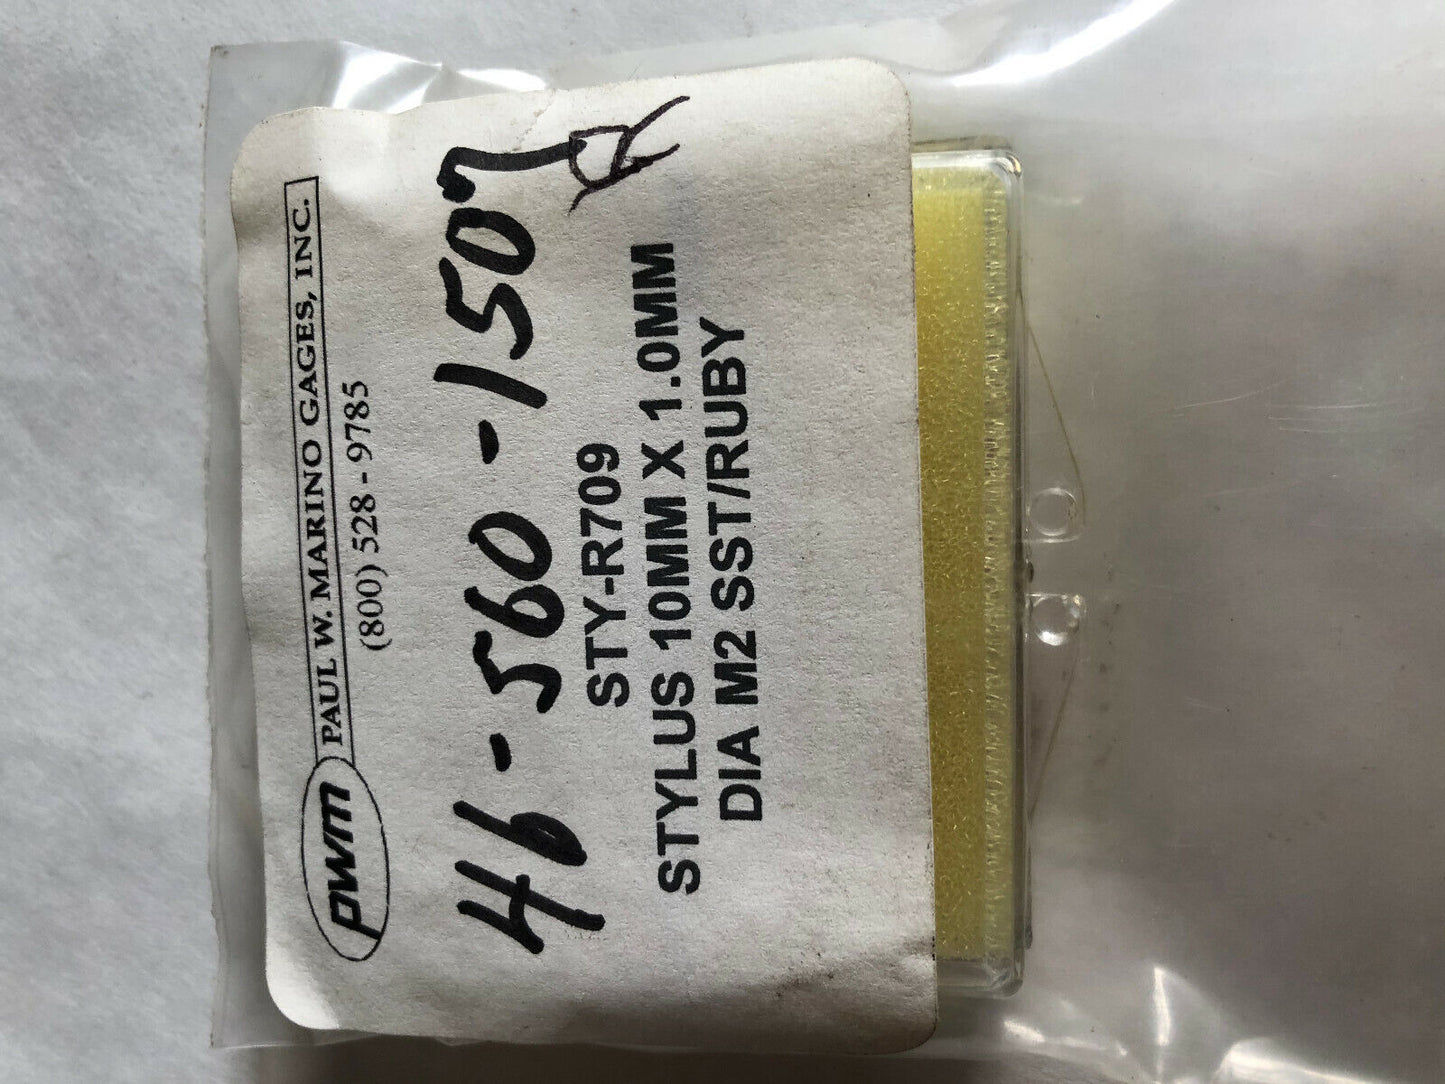 pwm PAUL W. MARINO GAGES, INC.
(800) 528 - 9785
46-560-1507
STY-R709
STYLUS 10MM X 1.0MM
DIA M2 SST/RUBY